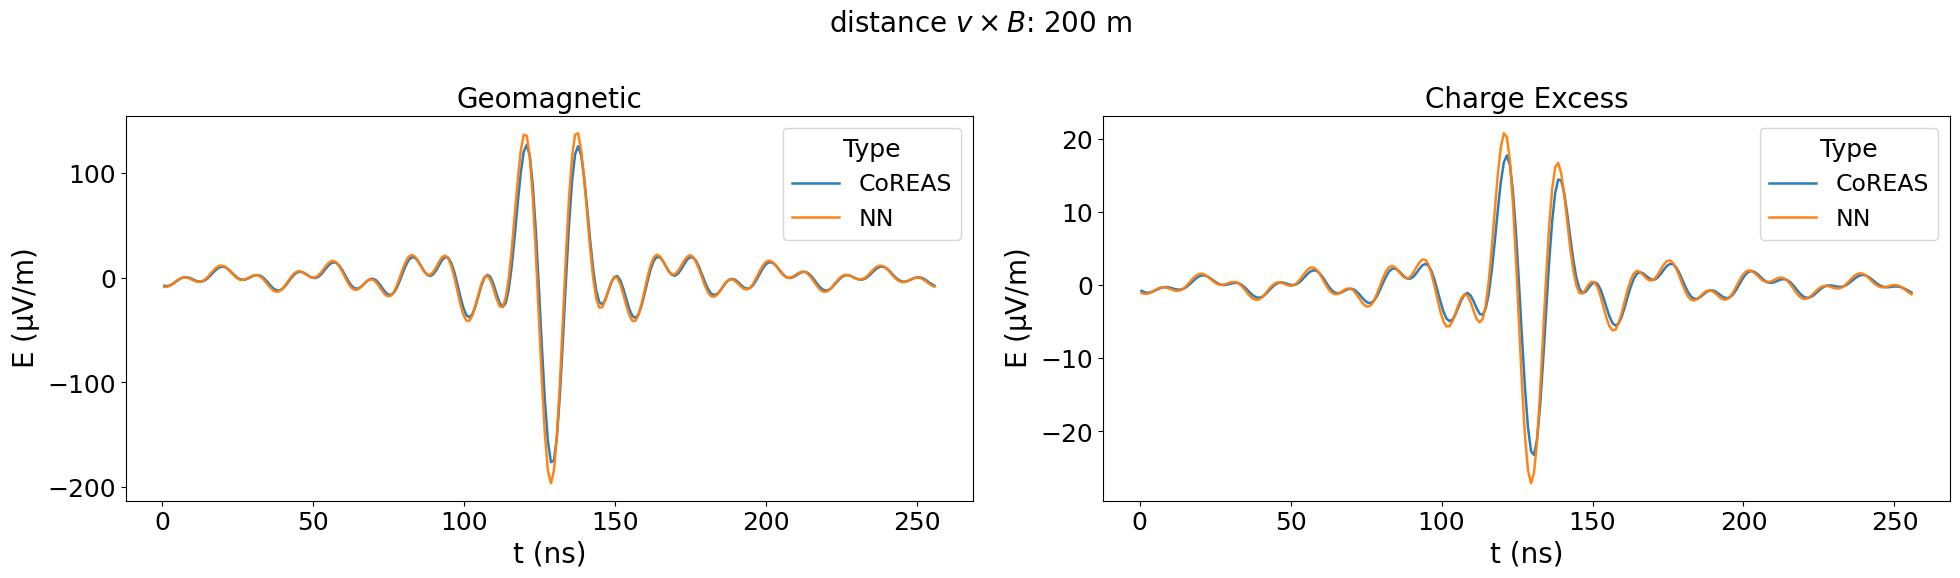 distance v × B: 200 m
Geomagnetic
E (μV/m)
100
0
−100
−200
0 50 100 150 200 250
t (ns)
Type
CoREAS
NN
Charge Excess
E (μV/m)
20
10
0
−10
−20
0 50 100 150 200 250
t (ns)
Type
CoREAS
NN